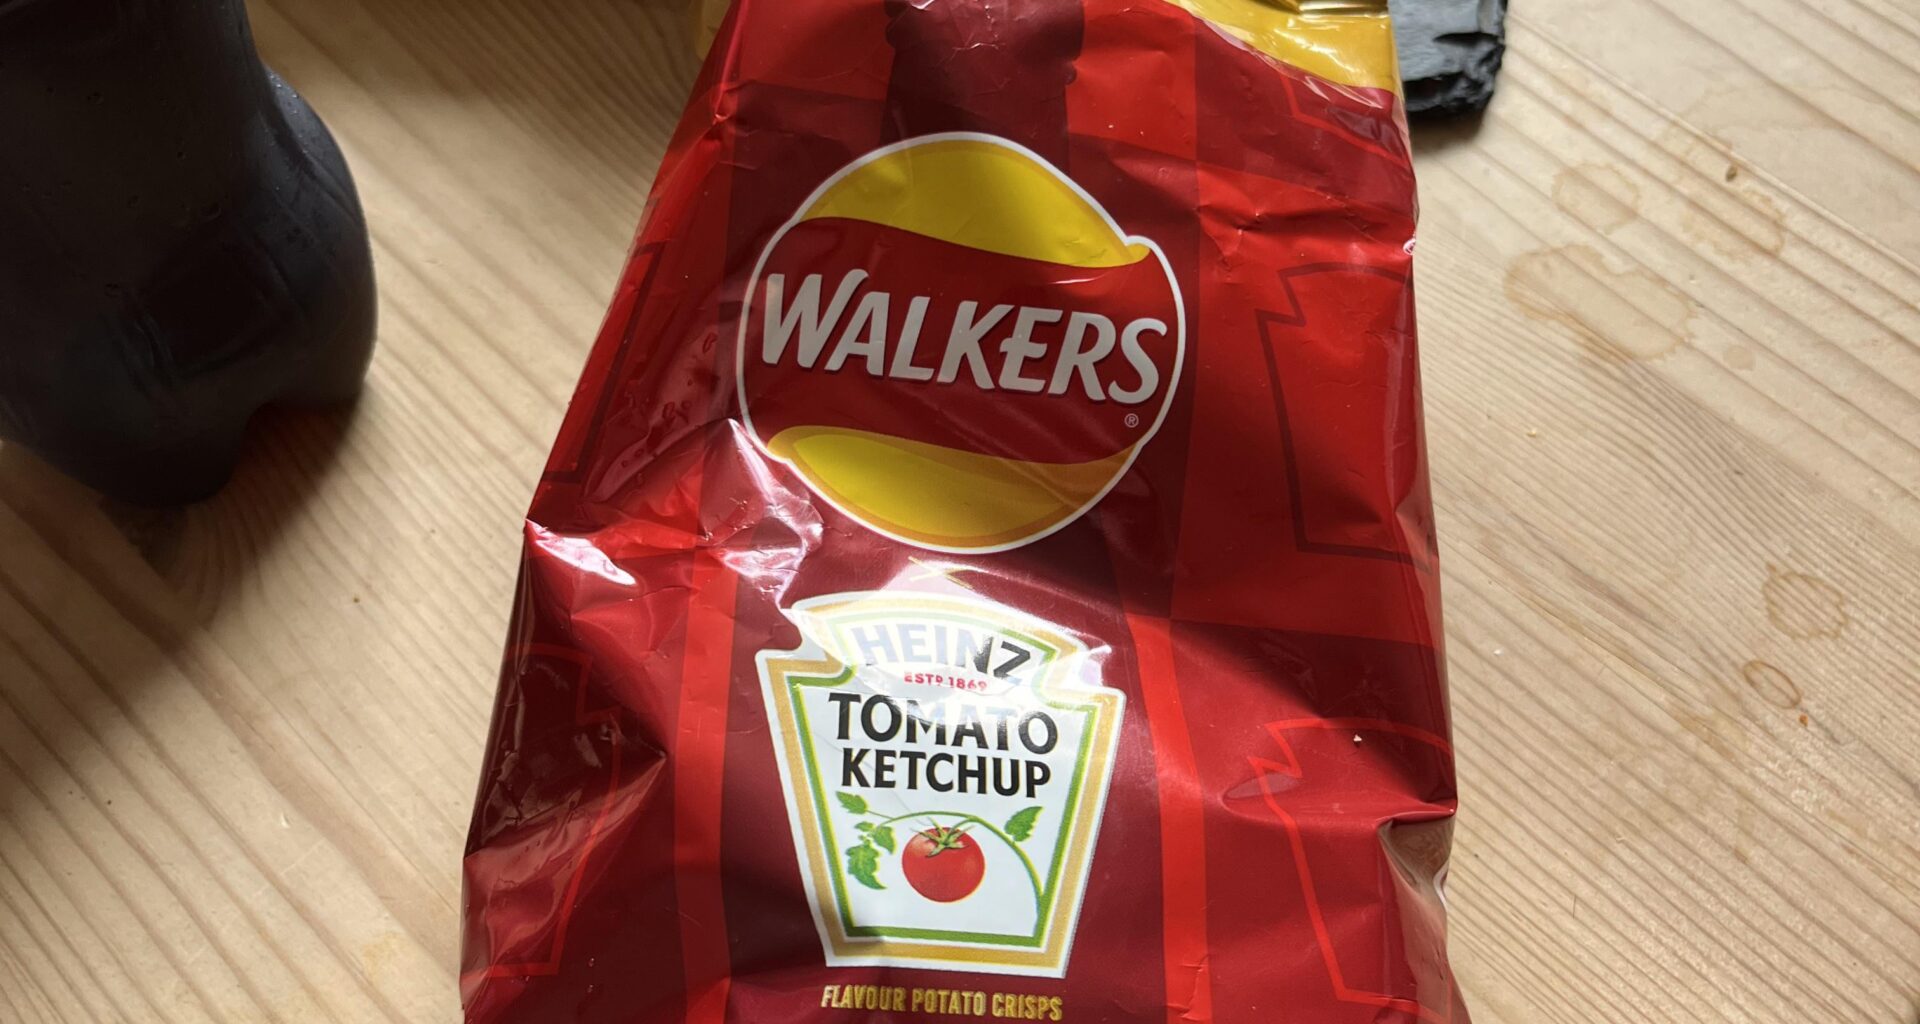 WALKERS
®
HEINZ
ESTD 1869
TOMATO
KETCHUP
FLAVOUR POTATO CRISPS